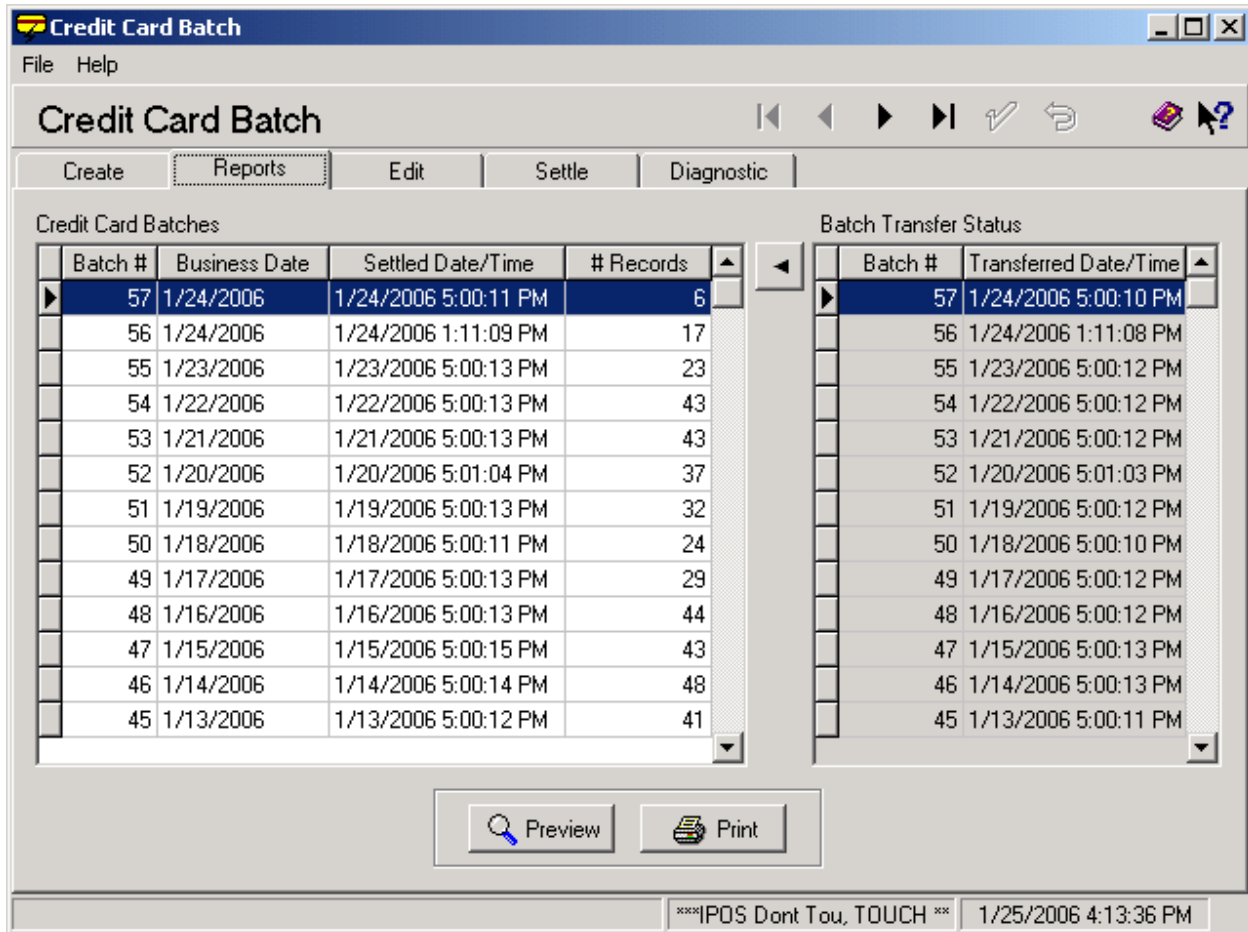 Credit Card Batch
File Help
Credit Card Batch
Create Reports Edit Settle Diagnostic
Credit Card Batches Batch Transfer Status
Batch # Business Date Settled Date/Time # Records Batch # Transferred Date/Time
57 1/24/2006 1/24/2006 5:00:11 PM 6 57 1/24/2006 5:00:10 PM
56 1/24/2006 1/24/2006 1:11:09 PM 17 56 1/24/2006 1:11:08 PM
55 1/23/2006 1/23/2006 5:00:13 PM 23 55 1/23/2006 5:00:12 PM
54 1/22/2006 1/22/2006 5:00:13 PM 43 54 1/22/2006 5:00:12 PM
53 1/21/2006 1/21/2006 5:00:13 PM 43 53 1/21/2006 5:00:12 PM
52 1/20/2006 1/20/2006 5:01:04 PM 37 52 1/20/2006 5:01:03 PM
51 1/19/2006 1/19/2006 5:00:13 PM 32 51 1/19/2006 5:00:12 PM
50 1/18/2006 1/18/2006 5:00:11 PM 24 50 1/18/2006 5:00:10 PM
49 1/17/2006 1/17/2006 5:00:13 PM 29 49 1/17/2006 5:00:12 PM
48 1/16/2006 1/16/2006 5:00:13 PM 44 48 1/16/2006 5:00:12 PM
47 1/15/2006 1/15/2006 5:00:15 PM 43 47 1/15/2006 5:00:13 PM
46 1/14/2006 1/14/2006 5:00:14 PM 48 46 1/14/2006 5:00:13 PM
45 1/13/2006 1/13/2006 5:00:12 PM 41 45 1/13/2006 5:00:11 PM
Preview Print
***IPOS Dont Tou, TOUCH ** 1/25/2006 4:13:36 PM